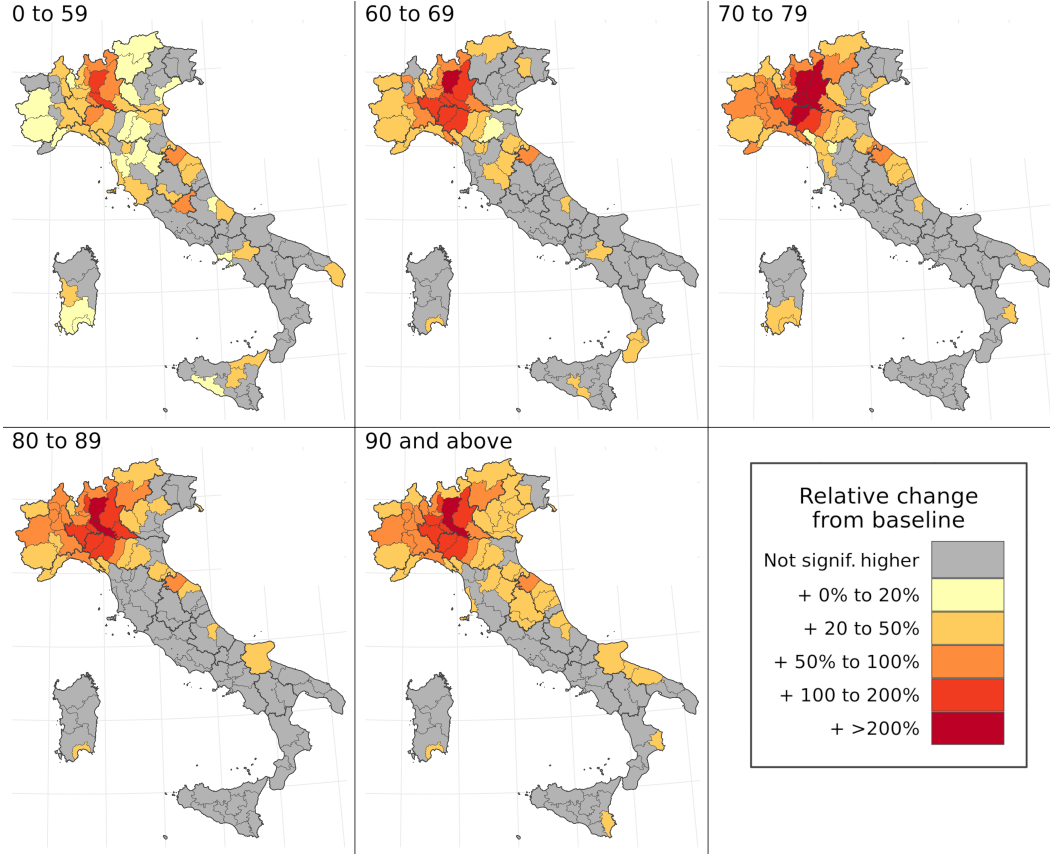 0 to 59
60 to 69
70 to 79
80 to 89
90 and above
Relative change
from baseline
Not signif. higher
+ 0% to 20%
+ 20 to 50%
+ 50% to 100%
+ 100 to 200%
+ >200%